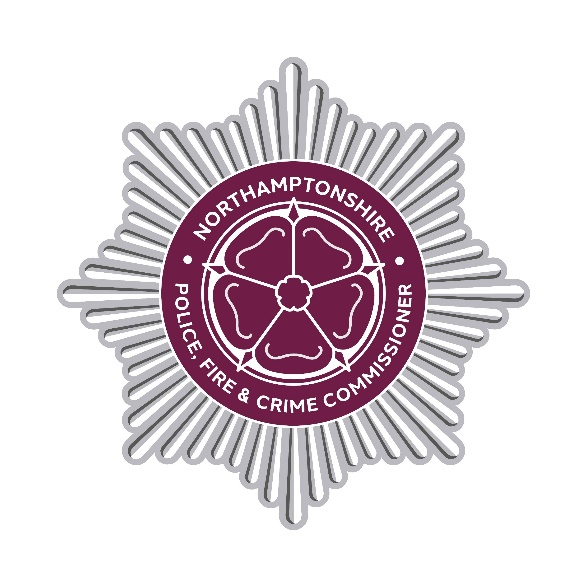 NORTHAMPTONSHIRE
POLICE, FIRE & CRIME COMMISSIONER